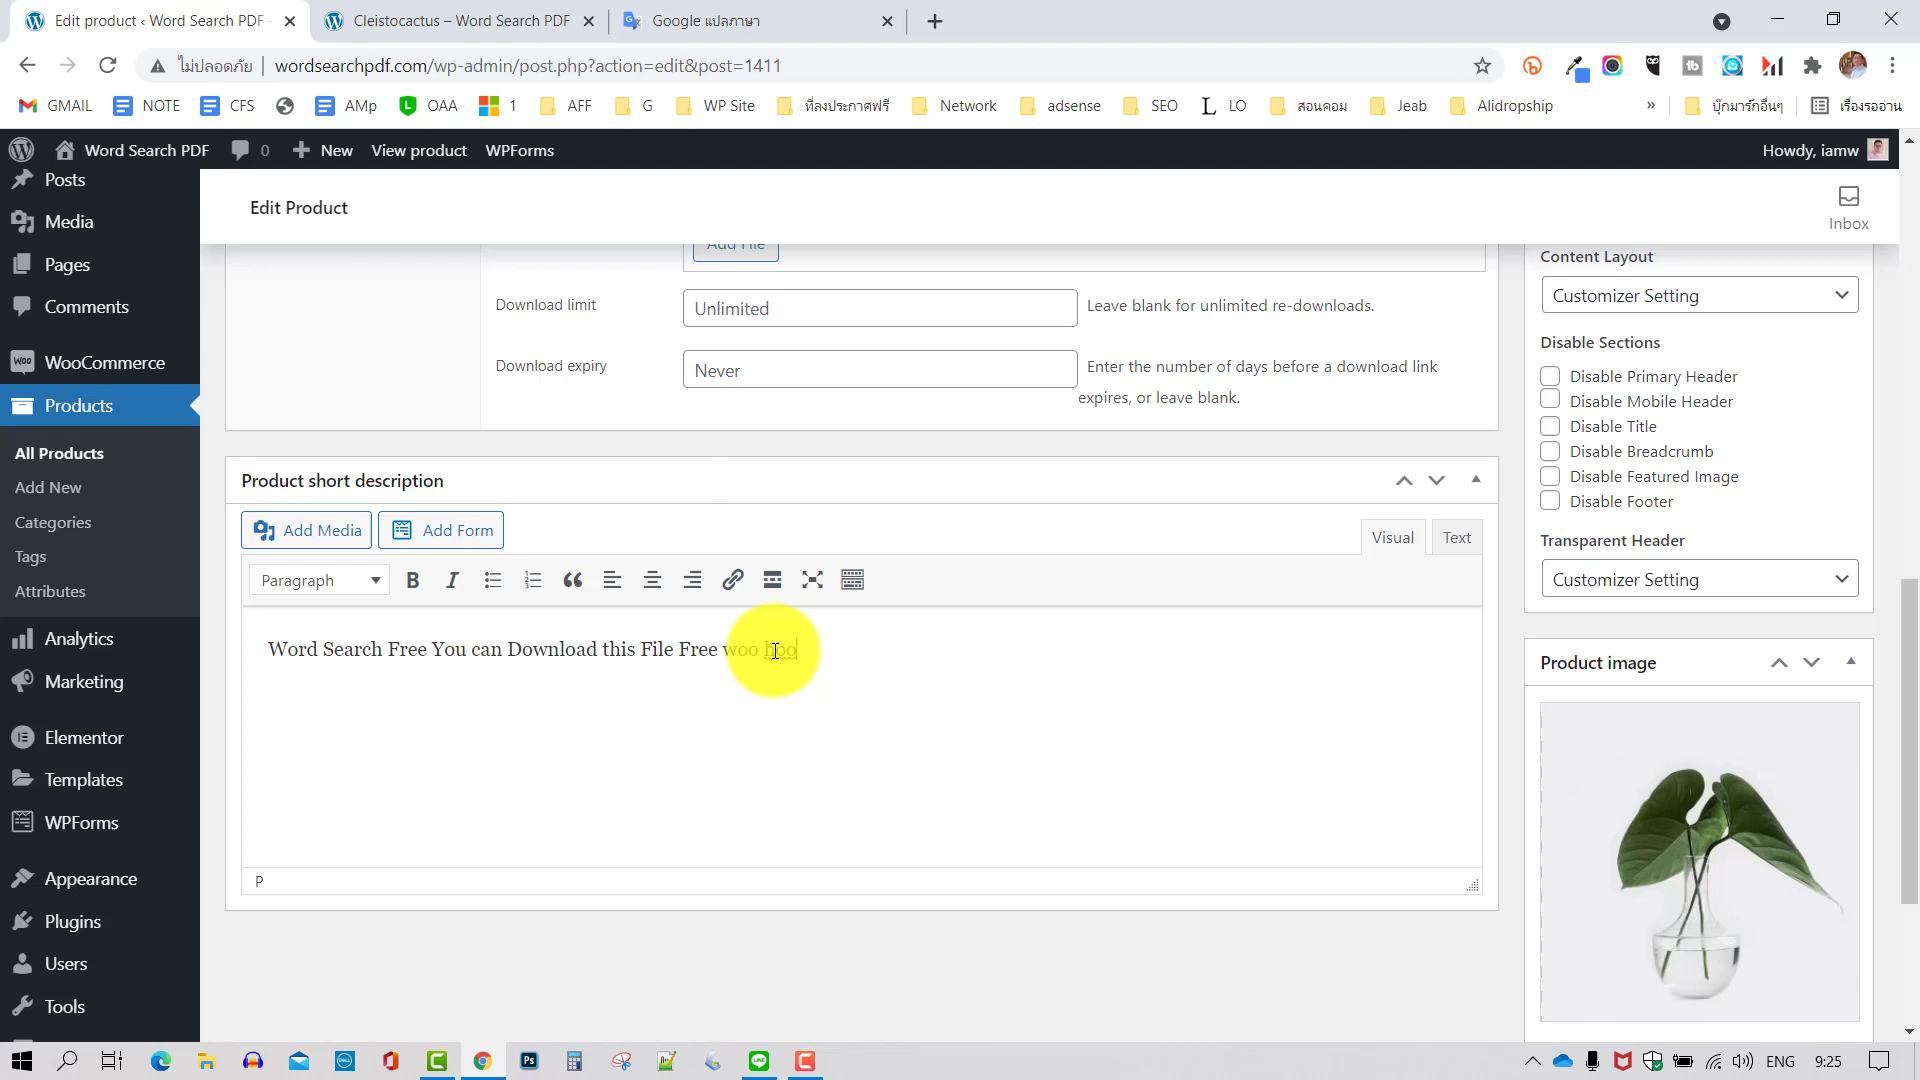 Edit product ‹ Word Search PDF -
Cleistocactus – Word Search PDF
Google แปลภาษา
ไม่ปลอดภัย
wordsearchpdf.com/wp-admin/post.php?action=edit&post=1411
GMAIL
NOTE
CFS
AMp
OAA
1
AFF
G
WP Site
ที่ลงประกาศฟรี
Network
adsense
SEO
LO
สอนคอม
Jeab
Alidropship
»
บุ๊กมาร์กอื่นๆ
เรื่องรออ่าน
Word Search PDF
0
New
View product
WPForms
Howdy, iamw
Posts
Media
Pages
Comments
WooCommerce
Products
All Products
Add New
Categories
Tags
Attributes
Analytics
Marketing
Elementor
Templates
WPForms
Appearance
Plugins
Users
Tools
Edit Product
Inbox
Add File
Download limit
Unlimited
Leave blank for unlimited re-downloads.
Download expiry
Never
Enter the number of days before a download link
expires, or leave blank.
Product short description
Add Media
Add Form
Visual
Text
Paragraph
Word Search Free You can Download this File Free woo hoo
P
Content Layout
Customizer Setting
Disable Sections
Disable Primary Header
Disable Mobile Header
Disable Title
Disable Breadcrumb
Disable Featured Image
Disable Footer
Transparent Header
Customizer Setting
Product image
ENG
9:25